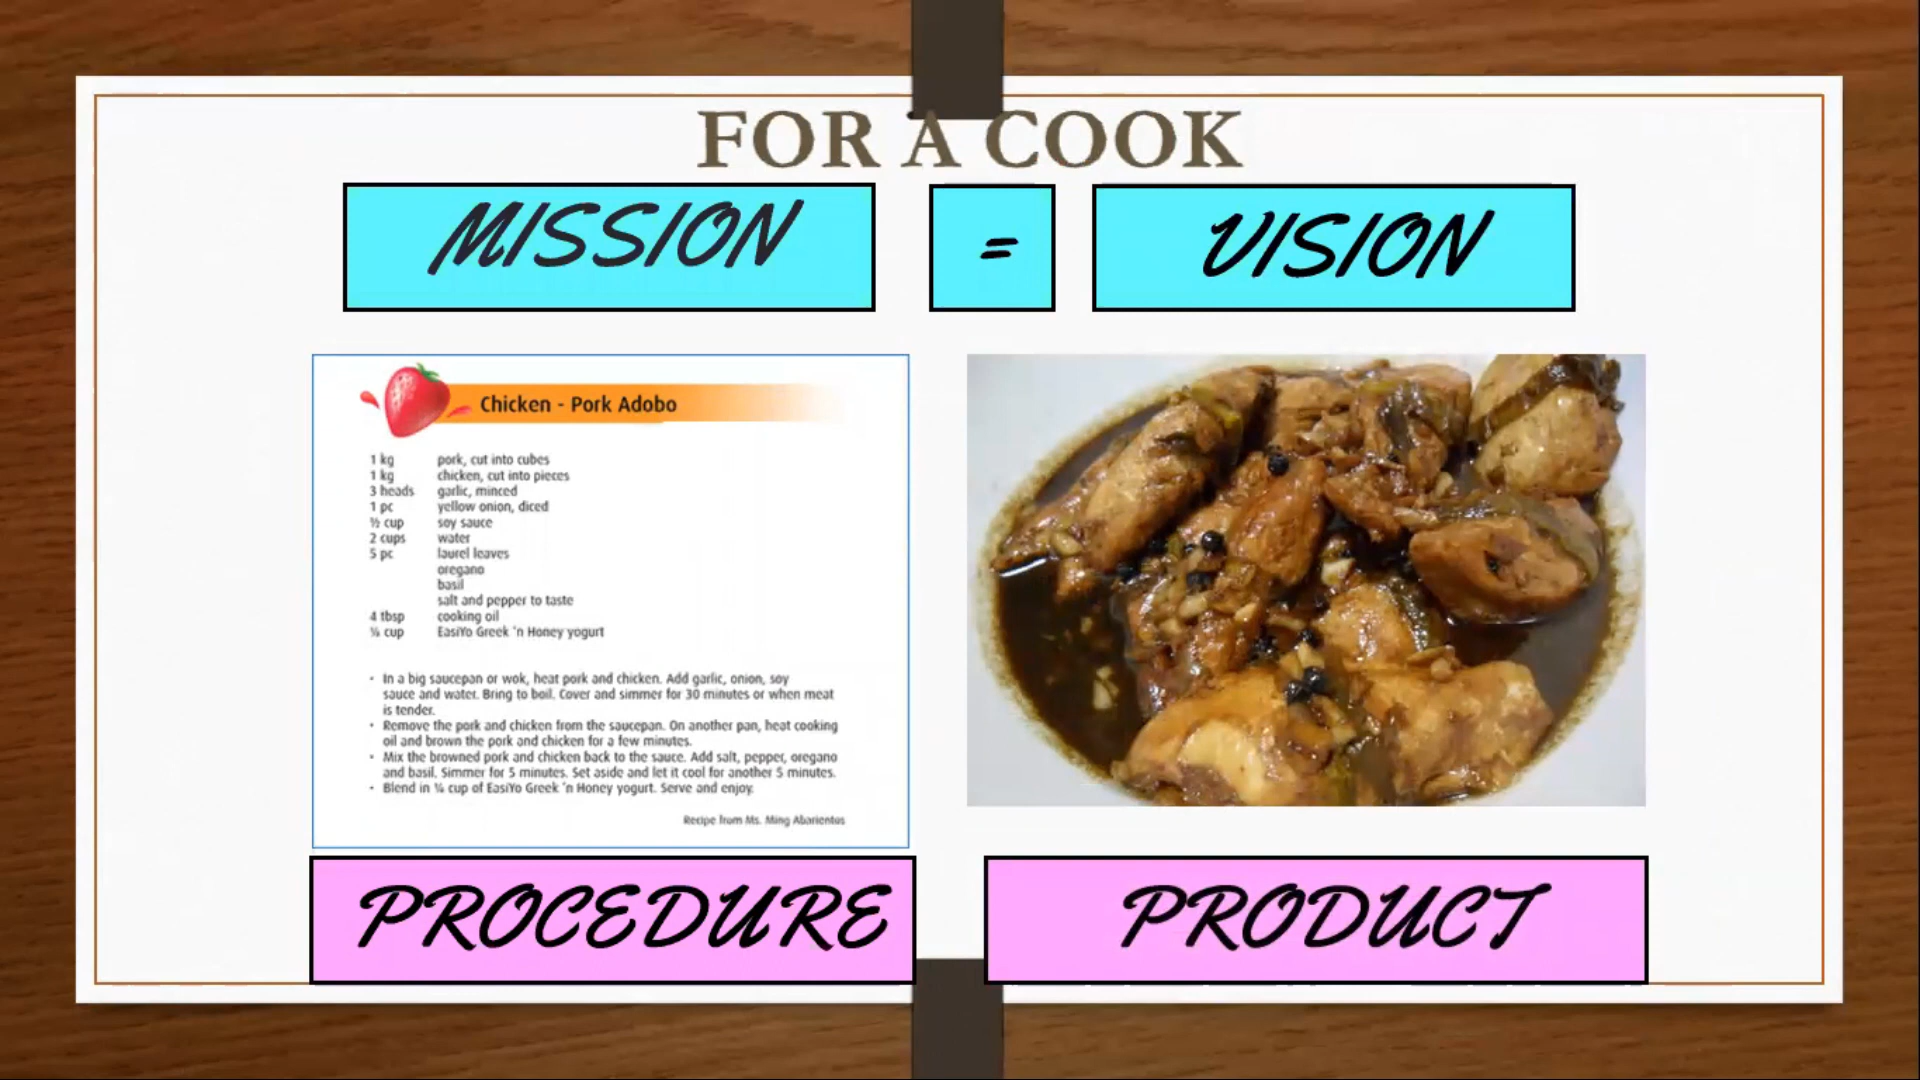 FOR A COOK
MISSION
=
VISION
Chicken - Pork Adobo
1 kg pork, cut into cubes
1 kg chicken, cut into pieces
3 heads garlic, minced
1 pc yellow onion, diced
½ cup soy sauce
2 cups water
5 pc laurel leaves
oregano
basil
salt and pepper to taste
4 tbsp cooking oil
¼ cup EasiYo Greek 'n Honey yogurt
• In a big saucepan or wok, heat pork and chicken. Add garlic, onion, soy
sauce and water. Bring to boil. Cover and simmer for 30 minutes or when meat
is tender.
• Remove the pork and chicken from the saucepan. On another pan, heat cooking
oil and brown the pork and chicken for a few minutes.
• Mix the browned pork and chicken back to the sauce. Add salt, pepper, oregano
and basil. Simmer for 5 minutes. Set aside and let it cool for another 5 minutes.
• Blend in ¼ cup of EasiYo Greek 'n Honey yogurt. Serve and enjoy.
Recipe from Ms. Ming Abarientos
PROCEDURE
PRODUCT